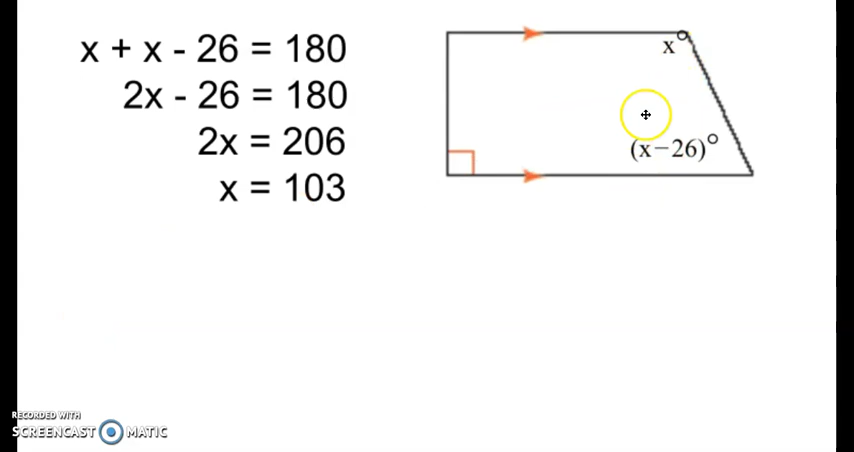 x + x - 26 = 180
2x - 26 = 180
2x = 206
x = 103
x°
(x−26)°
RECORDED WITH
SCREENCAST MATIC